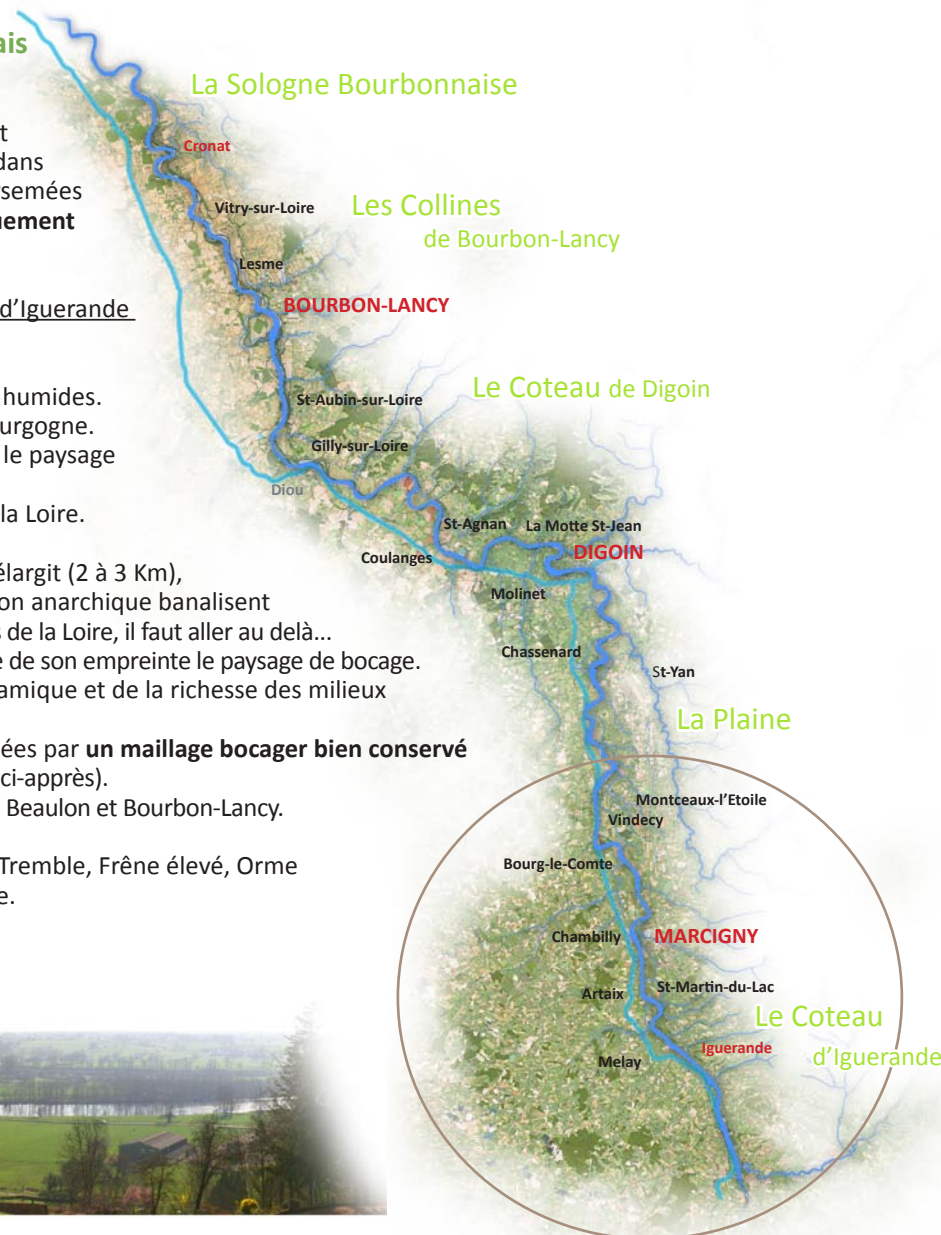 ais
t
dans
rsemées
uement
d'Iguerande
humides.
ourgogne.
le paysage
la Loire.
élargit (2 à 3 Km),
on anarchique banalisent
s de la Loire, il faut aller au delà...
e de son empreinte le paysage de bocage.
amique et de la richesse des milieux
ées par un maillage bocager bien conservé
ci-apprès).
Beaulon et Bourbon-Lancy.
Tremble, Frêne élevé, Orme
e.
La Sologne Bourbonnaise
Cronat
Vitry-sur-Loire
Les Collines
de Bourbon-Lancy
Lesme
BOURBON-LANCY
Le Coteau de Digoin
St-Aubin-sur-Loire
Gilly-sur-Loire
Diou
St-Agnan
La Motte St-Jean
Coulanges
DIGOIN
Molinet
Chassenard
St-Yan
La Plaine
Montceaux-l'Etoile
Vindecy
Bourg-le-Comte
Chambilly
MARCIGNY
Artaix
St-Martin-du-Lac
Le Coteau
d'Iguerande
Iguerande
Melay